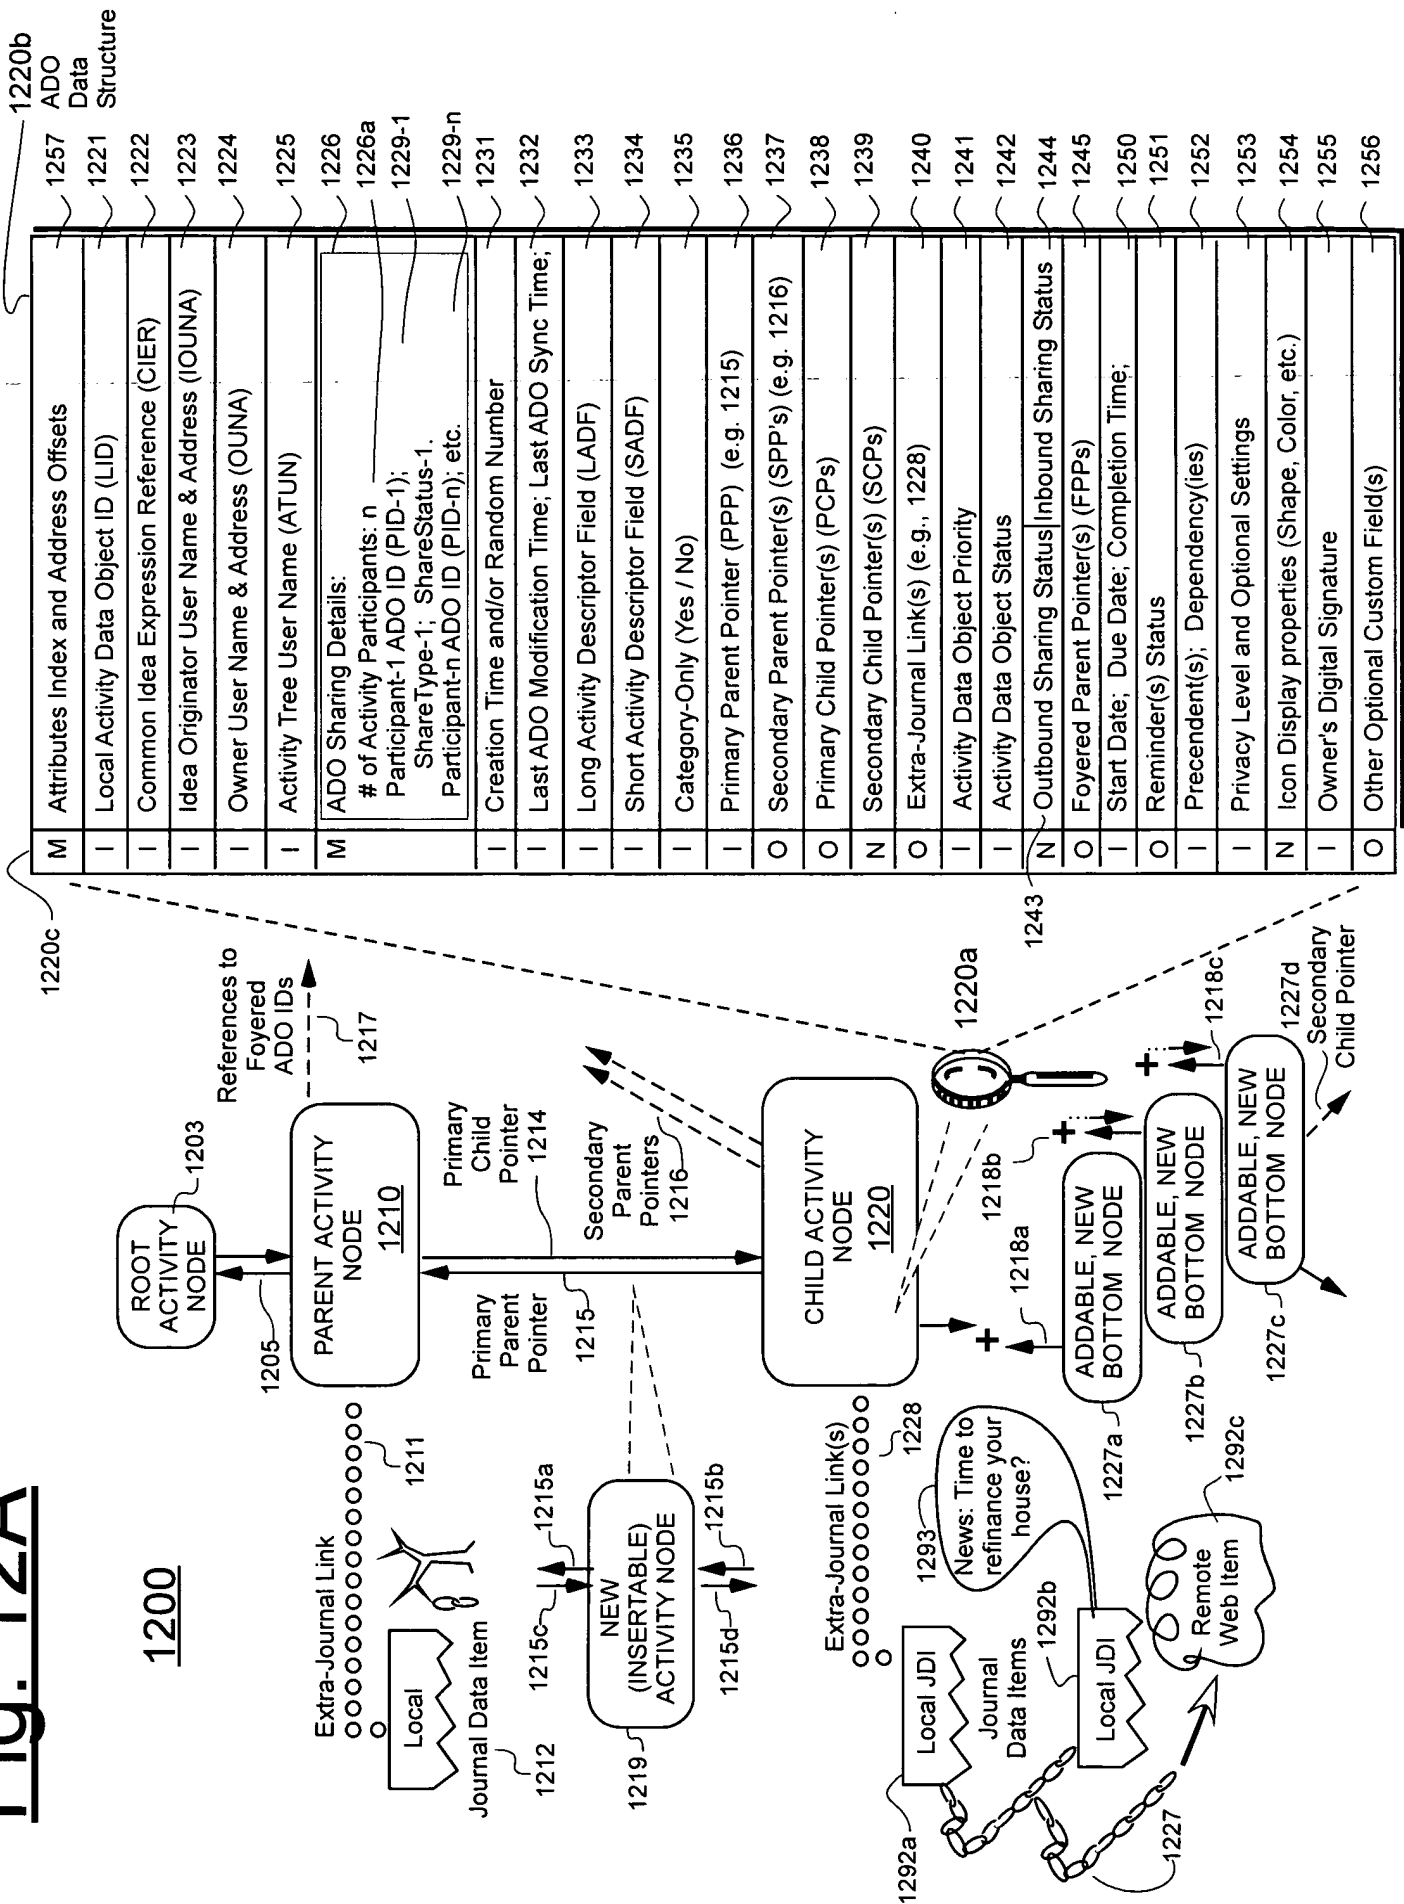 Fig. 12A
1200
ROOT
ACTIVITY
NODE
1203
1205
PARENT ACTIVITY
NODE
1210
References to
Foyered
ADO IDs
1217
Extra-Journal Link
1211
Local
Journal Data Item
1212
Primary
Child
Pointer
1214
Primary
Parent
Pointer
1215
Secondary
Parent
Pointers
1216
1215a
1215c
NEW
(INSERTABLE)
ACTIVITY NODE
1219
1215b
1215d
CHILD ACTIVITY
NODE
1220
1220a
Extra-Journal Link(s)
1228
Local JDI
1292a
Journal
Data Items
1292b
Local JDI
1293
News: Time to
refinance your
house?
Remote
Web Item
1292c
1227
1218a
ADDABLE, NEW
BOTTOM NODE
1227a
1218b
ADDABLE, NEW
BOTTOM NODE
1227b
1218c
ADDABLE, NEW
BOTTOM NODE
1227c
1227d
Secondary
Child Pointer
1220c
1220b
ADO
Data
Structure
M Attributes Index and Address Offsets 1257
I Local Activity Data Object ID (LID) 1221
I Common Idea Expression Reference (CIER) 1222
I Idea Originator User Name & Address (IOUNA) 1223
I Owner User Name & Address (OUNA) 1224
I Activity Tree User Name (ATUN) 1225
M ADO Sharing Details: 1226
# of Activity Participants: n 1226a
Participant-1 ADO ID (PID-1);
ShareType-1; ShareStatus-1. 1229-1
Participant-n ADO ID (PID-n); etc. 1229-n
I Creation Time and/or Random Number 1231
I Last ADO Modification Time; Last ADO Sync Time; 1232
I Long Activity Descriptor Field (LADF) 1233
I Short Activity Descriptor Field (SADF) 1234
I Category-Only (Yes / No) 1235
I Primary Parent Pointer (PPP) (e.g. 1215) 1236
O Secondary Parent Pointer(s) (SPP's) (e.g. 1216) 1237
O Primary Child Pointer(s) (PCPs) 1238
N Secondary Child Pointer(s) (SCPs) 1239
O Extra-Journal Link(s) (e.g., 1228) 1240
I Activity Data Object Priority 1241
I Activity Data Object Status 1242
N Outbound Sharing Status Inbound Sharing Status 1244
1243
O Foyered Parent Pointer(s) (FPPs) 1245
I Start Date; Due Date; Completion Time; 1250
O Reminder(s) Status 1251
I Precendent(s); Dependency(ies) 1252
I Privacy Level and Optional Settings 1253
N Icon Display properties (Shape, Color, etc.) 1254
I Owner's Digital Signature 1255
O Other Optional Custom Field(s) 1256